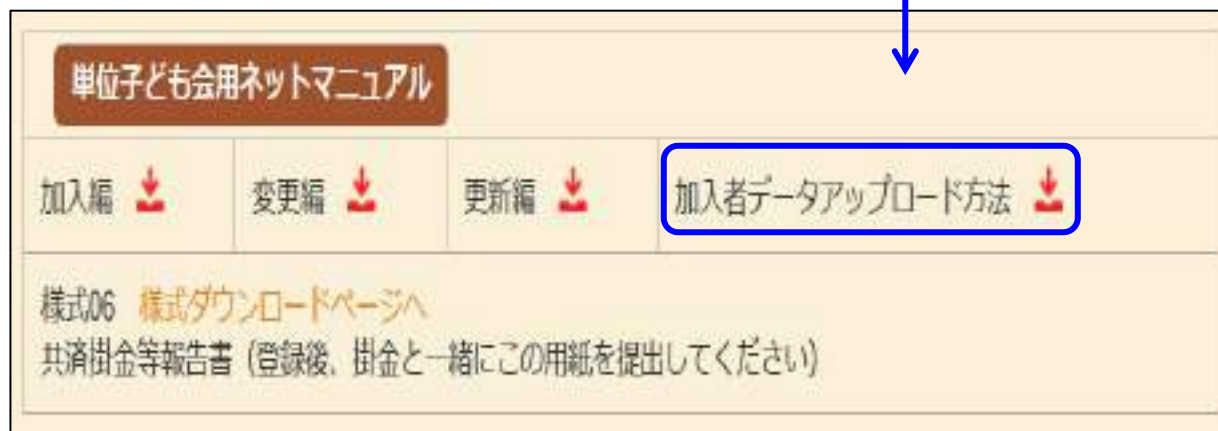 単位子ども会用ネットマニュアル
加入編 変更編 更新編 加入者データアップロード方法
様式06 様式ダウンロードページへ
共済掛金等報告書（登録後、掛金と一緒にこの用紙を提出してください）